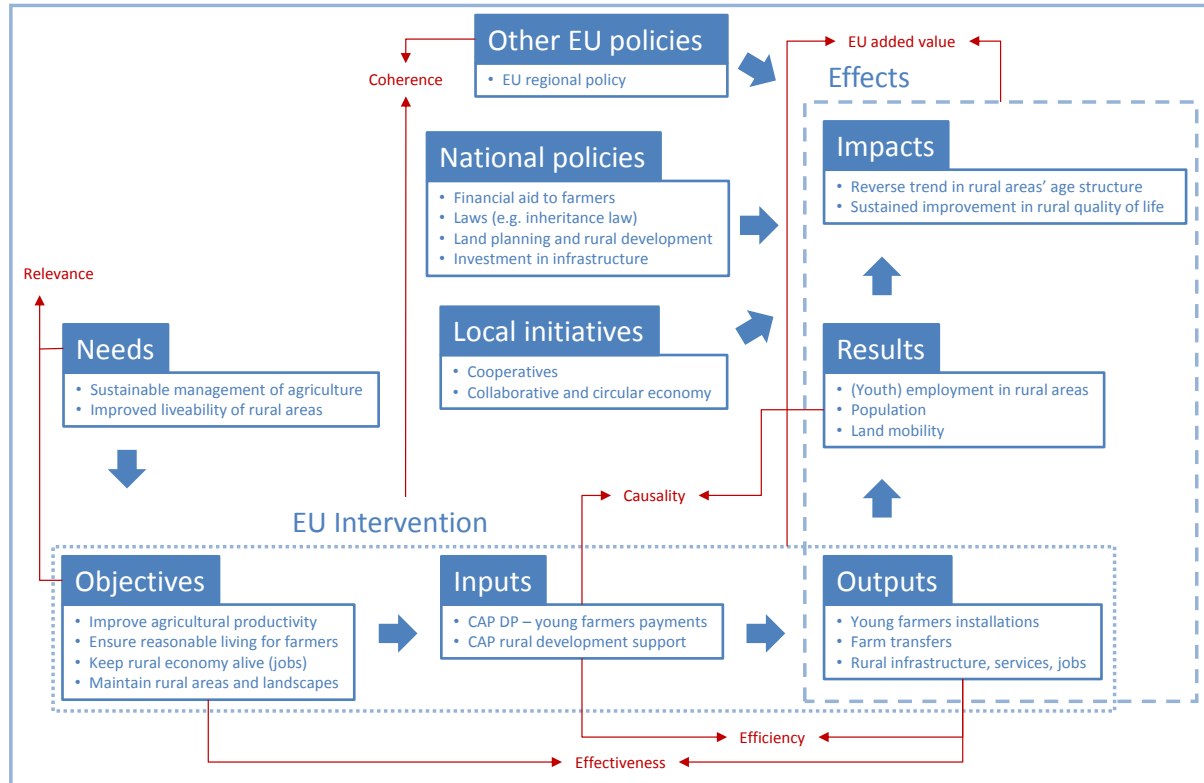 Other EU policies
• EU regional policy
EU added value
Coherence
Effects
National policies
• Financial aid to farmers
• Laws (e.g. inheritance law)
• Land planning and rural development
• Investment in infrastructure
Impacts
• Reverse trend in rural areas' age structure
• Sustained improvement in rural quality of life
Relevance
Needs
• Sustainable management of agriculture
• Improved liveability of rural areas
Local initiatives
• Cooperatives
• Collaborative and circular economy
Results
• (Youth) employment in rural areas
• Population
• Land mobility
Causality
EU Intervention
Objectives
• Improve agricultural productivity
• Ensure reasonable living for farmers
• Keep rural economy alive (jobs)
• Maintain rural areas and landscapes
Inputs
• CAP DP – young farmers payments
• CAP rural development support
Outputs
• Young farmers installations
• Farm transfers
• Rural infrastructure, services, jobs
Efficiency
Effectiveness